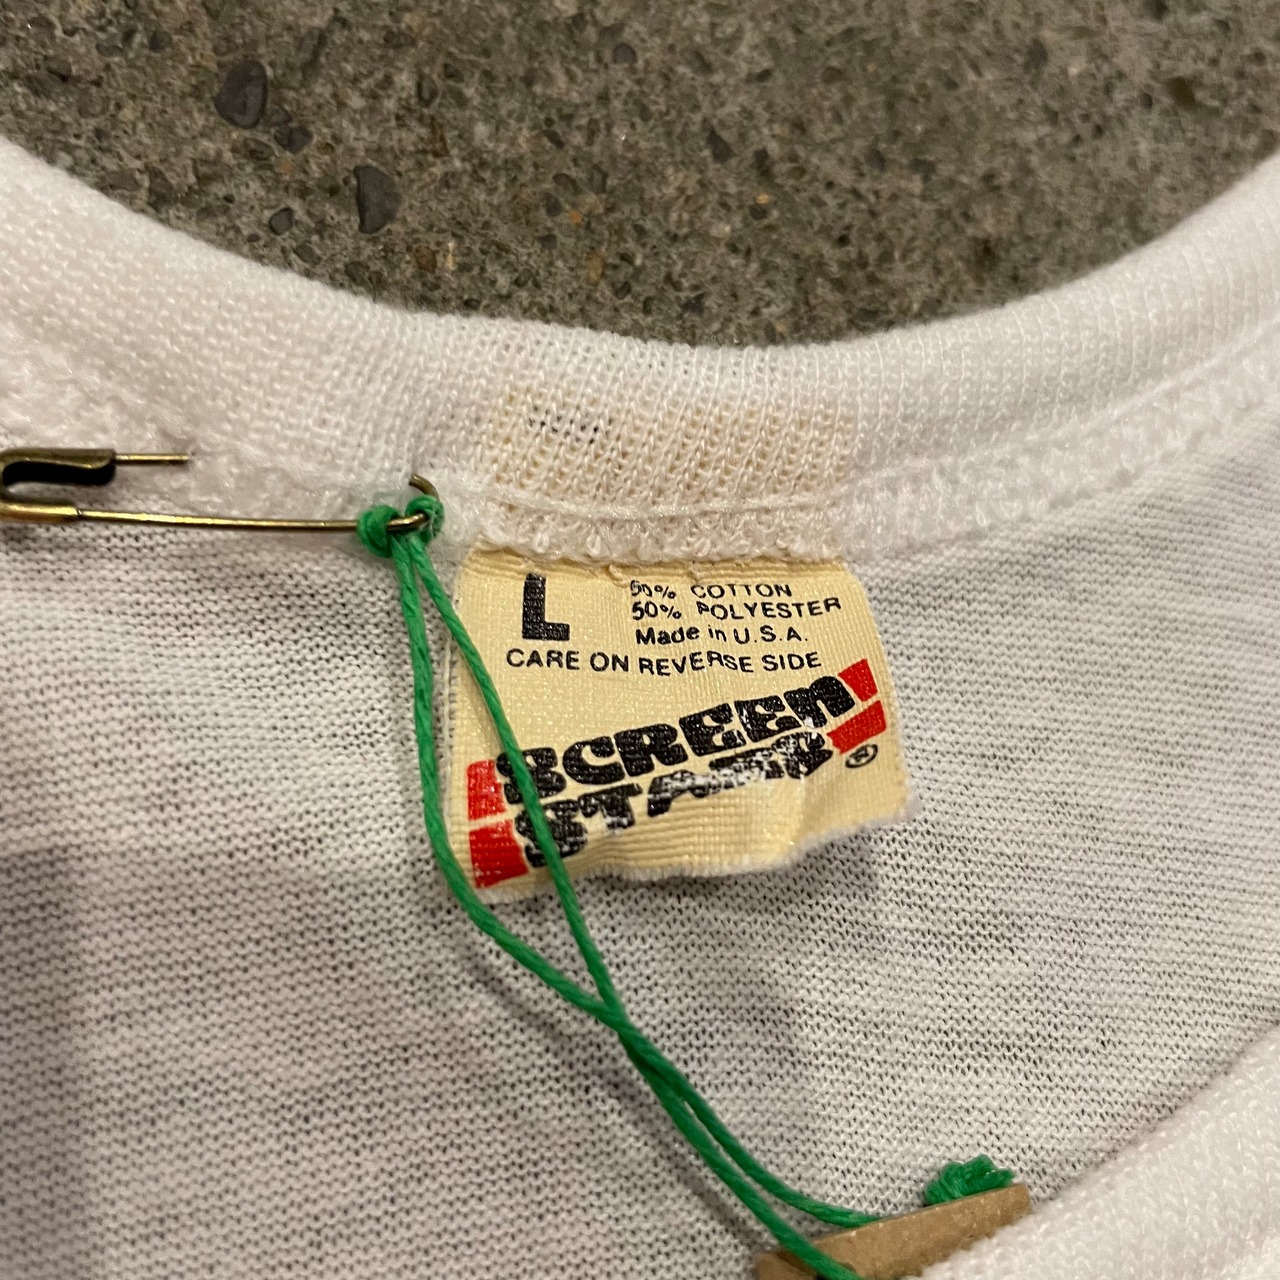 L
50% COTTON
50% POLYESTER
Made in U.S.A.
CARE ON REVERSE SIDE
SCREEN
STARS
®